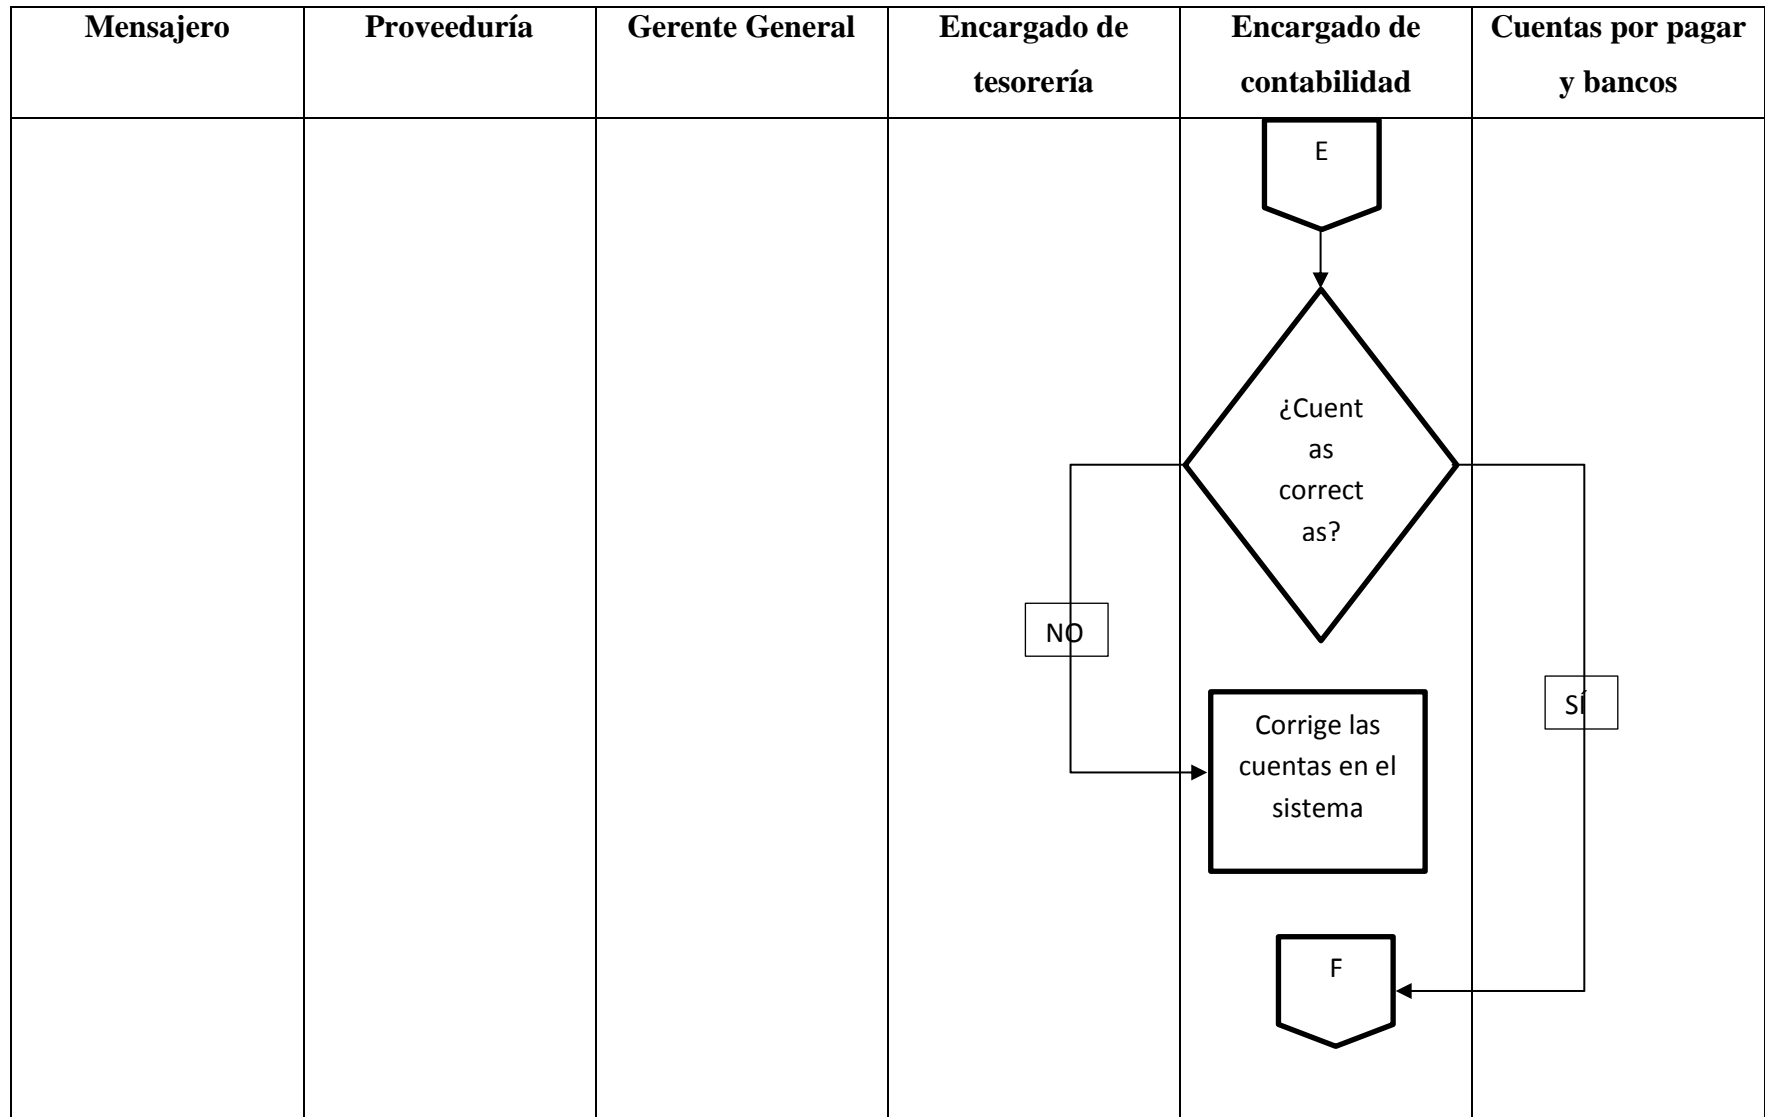 Mensajero
Proveeduría
Gerente General
Encargado de
tesorería
Encargado de
contabilidad
Cuentas por pagar
y bancos
E
¿Cuent
as
correct
as?
NO
SÍ
Corrige las
cuentas en el
sistema
F